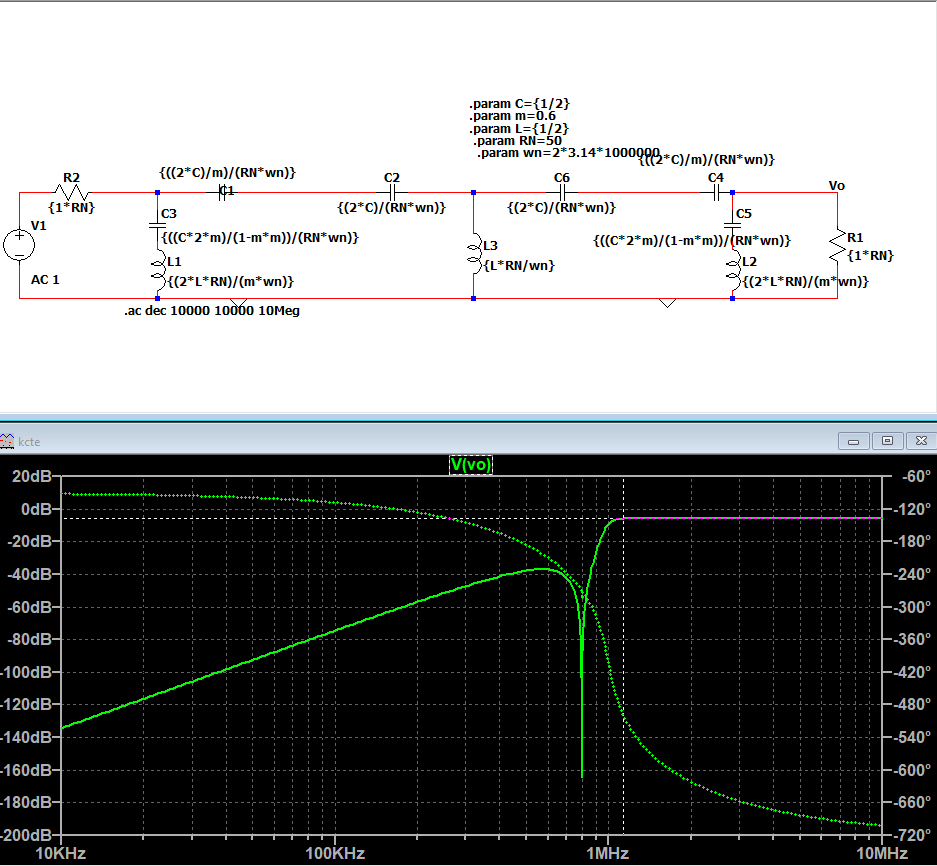 .param C={1/2}
.param m=0.6
.param L={1/2}
.param RN=50
.param wn=2*3.14*1000000
{((2*C)/m)/(RN*wn)}
{((2*C)/m)/(RN*wn)}
R2
C1
C2
C6
C4
Vo
{1*RN}
{(2*C)/(RN*wn)}
{(2*C)/(RN*wn)}
C3
C5
V1
{((C*2*m)/(1-m*m))/(RN*wn)}
{((C*2*m)/(1-m*m))/(RN*wn)}
R1
L3
{1*RN}
L1
{L*RN/wn}
L2
AC 1
{(2*L*RN)/(m*wn)}
{(2*L*RN)/(m*wn)}
.ac dec 10000 10000 10Meg
kcte
V(vo)
20dB
-60°
0dB
-120°
-20dB
-180°
-40dB
-240°
-60dB
-300°
-80dB
-360°
-100dB
-420°
-120dB
-480°
-140dB
-540°
-160dB
-600°
-180dB
-660°
-200dB
-720°
10KHz
100KHz
1MHz
10MHz